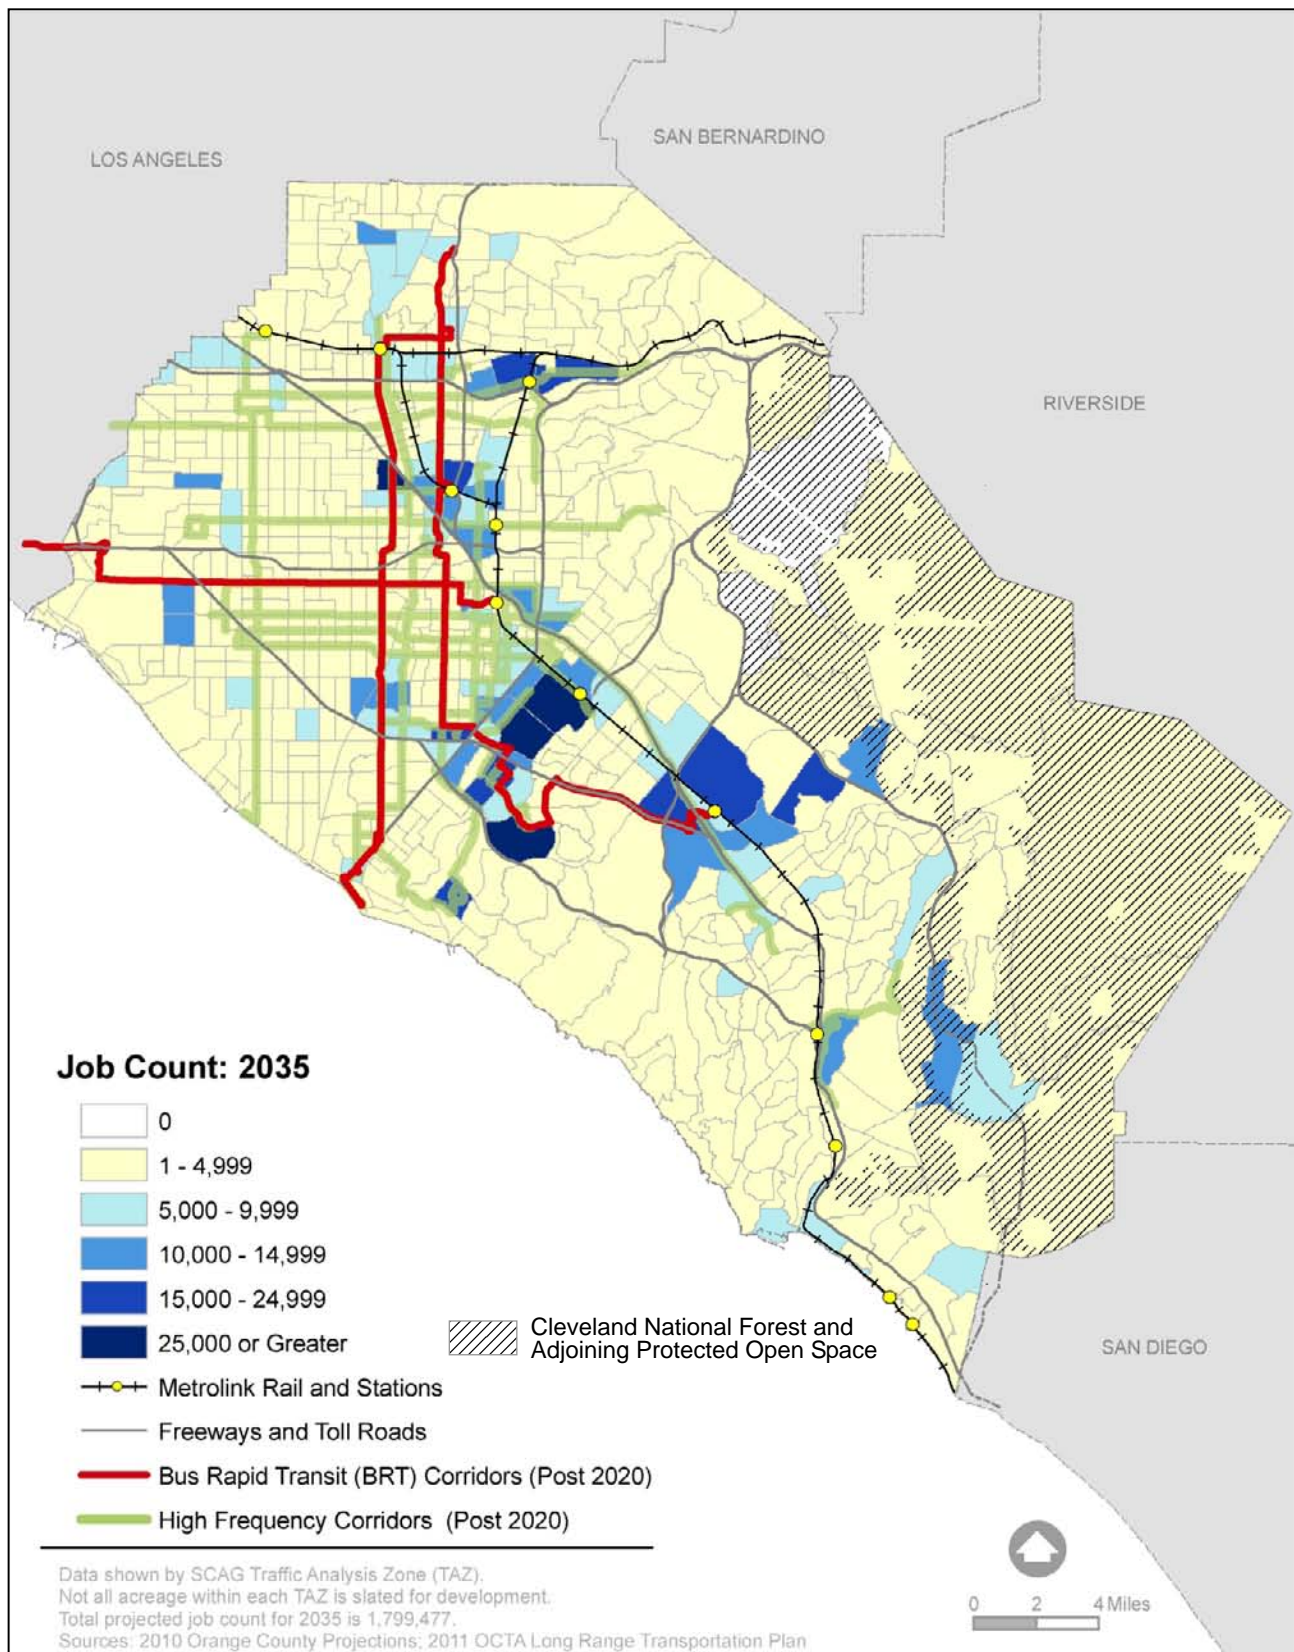 LOS ANGELES
SAN BERNARDINO
RIVERSIDE
Job Count: 2035
0
1 - 4,999
5,000 - 9,999
10,000 - 14,999
15,000 - 24,999
25,000 or Greater
Cleveland National Forest and
Adjoining Protected Open Space
SAN DIEGO
Metrolink Rail and Stations
Freeways and Toll Roads
Bus Rapid Transit (BRT) Corridors (Post 2020)
High Frequency Corridors (Post 2020)
Data shown by SCAG Traffic Analysis Zone (TAZ).
Not all acreage within each TAZ is slated for development.
Total projected job count for 2035 is 1,799,477.
Sources: 2010 Orange County Projections; 2011 OCTA Long Range Transportation Plan
0 2 4 Miles